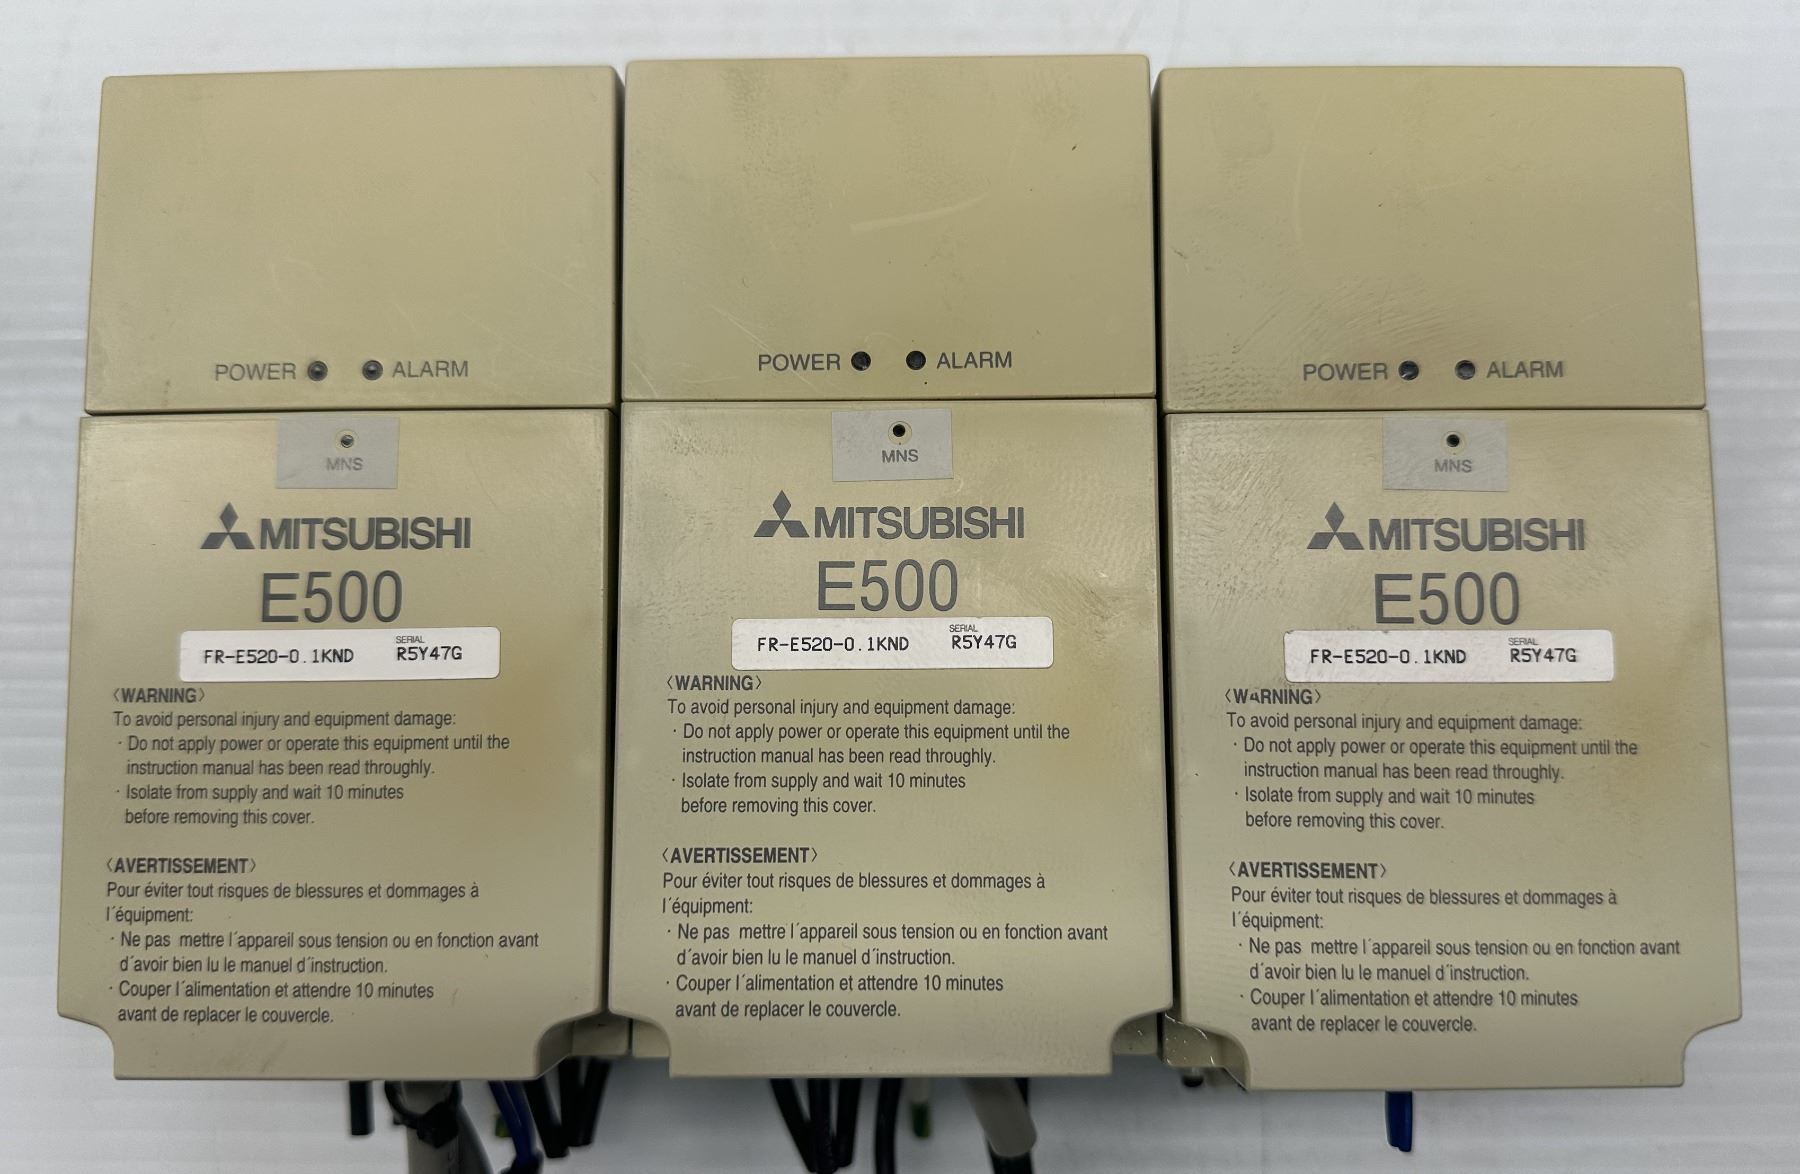 POWER ALARM
MNS
MITSUBISHI
E500
SERIAL
FR-E520-0.1KND R5Y47G
〈WARNING〉
To avoid personal injury and equipment damage:
· Do not apply power or operate this equipment until the
instruction manual has been read throughly.
· Isolate from supply and wait 10 minutes
before removing this cover.
〈AVERTISSEMENT〉
Pour éviter tout risques de blessures et dommages à
l´équipment:
· Ne pas mettre l´appareil sous tension ou en fonction avant
d´avoir bien lu le manuel d´instruction.
· Couper l´alimentation et attendre 10 minutes
avant de replacer le couvercle.
POWER ALARM
MNS
MITSUBISHI
E500
SERIAL
FR-E520-0.1KND R5Y47G
〈WARNING〉
To avoid personal injury and equipment damage:
· Do not apply power or operate this equipment until the
instruction manual has been read throughly.
· Isolate from supply and wait 10 minutes
before removing this cover.
〈AVERTISSEMENT〉
Pour éviter tout risques de blessures et dommages à
l´équipment:
· Ne pas mettre l´appareil sous tension ou en fonction avant
d´avoir bien lu le manuel d´instruction.
· Couper l´alimentation et attendre 10 minutes
avant de replacer le couvercle.
POWER ALARM
MNS
MITSUBISHI
E500
SERIAL
FR-E520-0.1KND R5Y47G
〈WARNING〉
To avoid personal injury and equipment damage:
· Do not apply power or operate this equipment until the
instruction manual has been read throughly.
· Isolate from supply and wait 10 minutes
before removing this cover.
〈AVERTISSEMENT〉
Pour éviter tout risques de blessures et dommages à
l´équipment:
· Ne pas mettre l´appareil sous tension ou en fonction avant
d´avoir bien lu le manuel d´instruction.
· Couper l´alimentation et attendre 10 minutes
avant de replacer le couvercle.